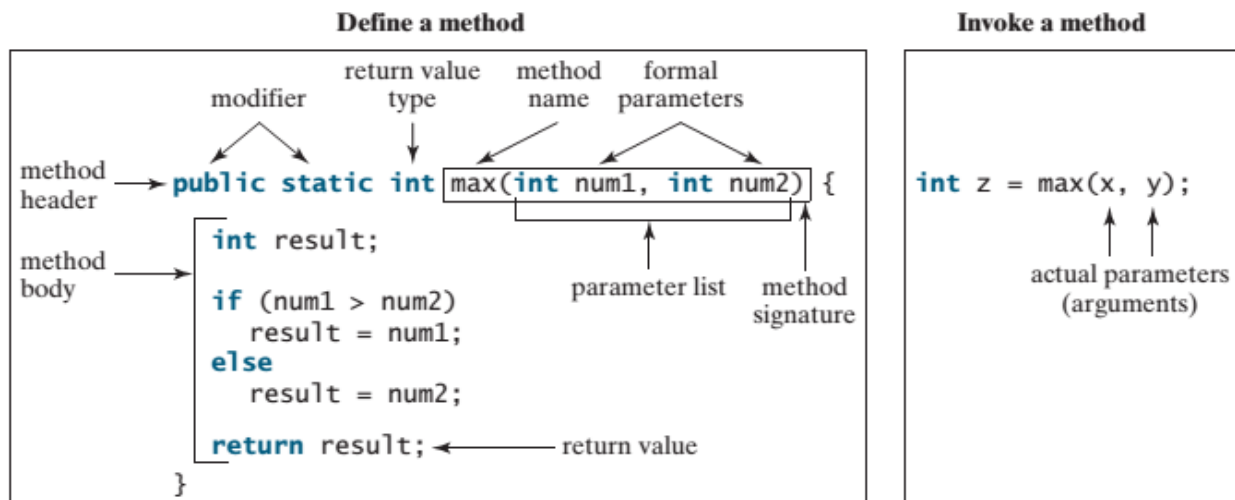 Define a method
Invoke a method
return value type
method name
formal parameters
modifier
method header
public static int max(int num1, int num2) {
int result;
method body
parameter list
method signature
if (num1 > num2)
result = num1;
else
result = num2;
return result;
return value
}
int z = max(x, y);
actual parameters
(arguments)